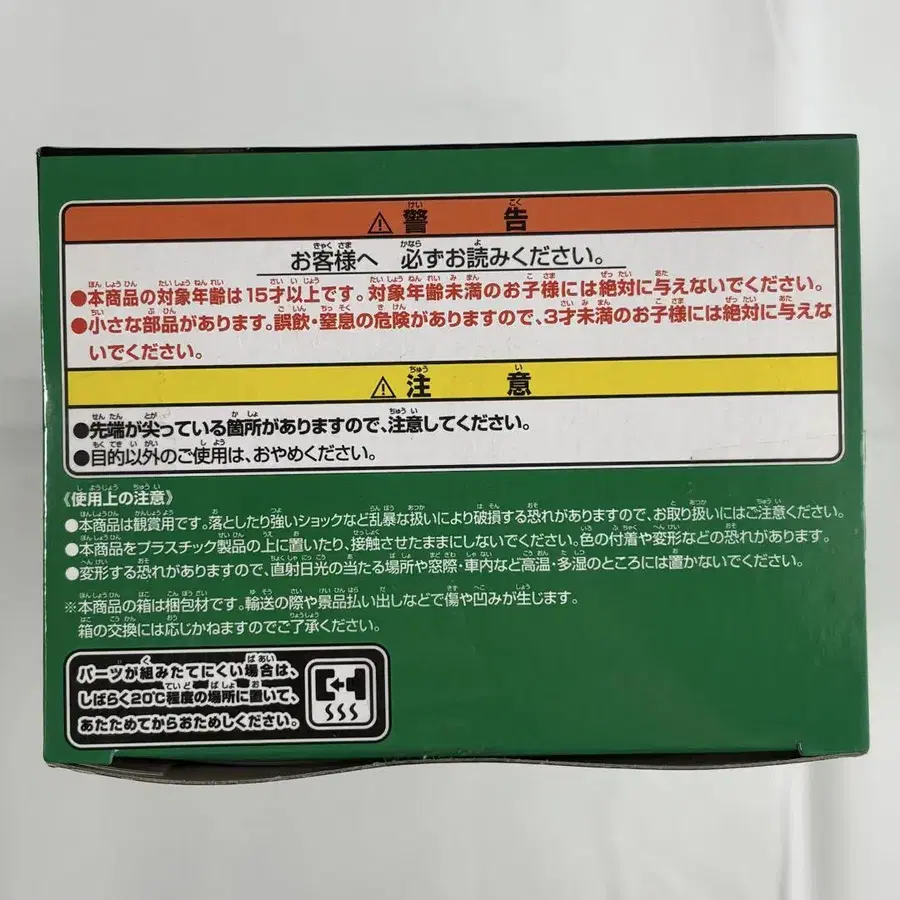 ⚠警告
お客様へ 必ずお読みください。
●本商品の対象年齢は15才以上です。対象年齢未満のお子様には絶対に与えないでください。
●小さな部品があります。誤飲・窒息の危険がありますので、3才未満のお子様には絶対に与えな
いでください。
⚠注意
●先端が尖っている箇所がありますので、注意してください。
●目的以外のご使用は、おやめください。
《使用上の注意》
●本商品は観賞用です。落としたり強いショックなど乱暴な扱いにより破損する恐れがありますので、お取り扱いにはご注意ください。
●本商品をプラスチック製品の上に置いたり、接触させたままにしないでください。色の付着や変形などの恐れがあります。
●変形する恐れがありますので、直射日光の当たる場所や窓際・車内など高温・多湿のところには置かないでください。
※本商品の箱は梱包材です。輸送の際や景品払い出しなどで傷や凹みが生じます。
箱の交換には応じかねますのでご了承ください。
パーツが組みたてにくい場合は、
しばらく20℃程度の場所に置いて、
あたためてからおためしください。